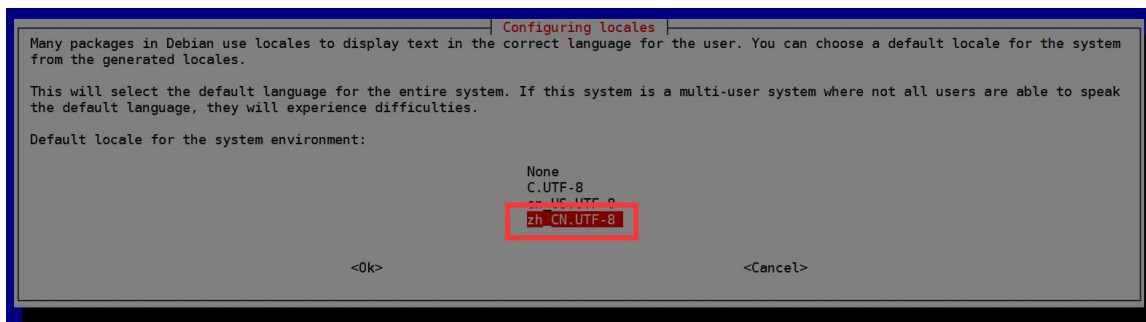 Configuring locales
Many packages in Debian use locales to display text in the correct language for the user. You can choose a default locale for the system
from the generated locales.
This will select the default language for the entire system. If this system is a multi-user system where not all users are able to speak
the default language, they will experience difficulties.
Default locale for the system environment:
None
C.UTF-8
en_US.UTF-8
zh_CN.UTF-8
<Ok> <Cancel>